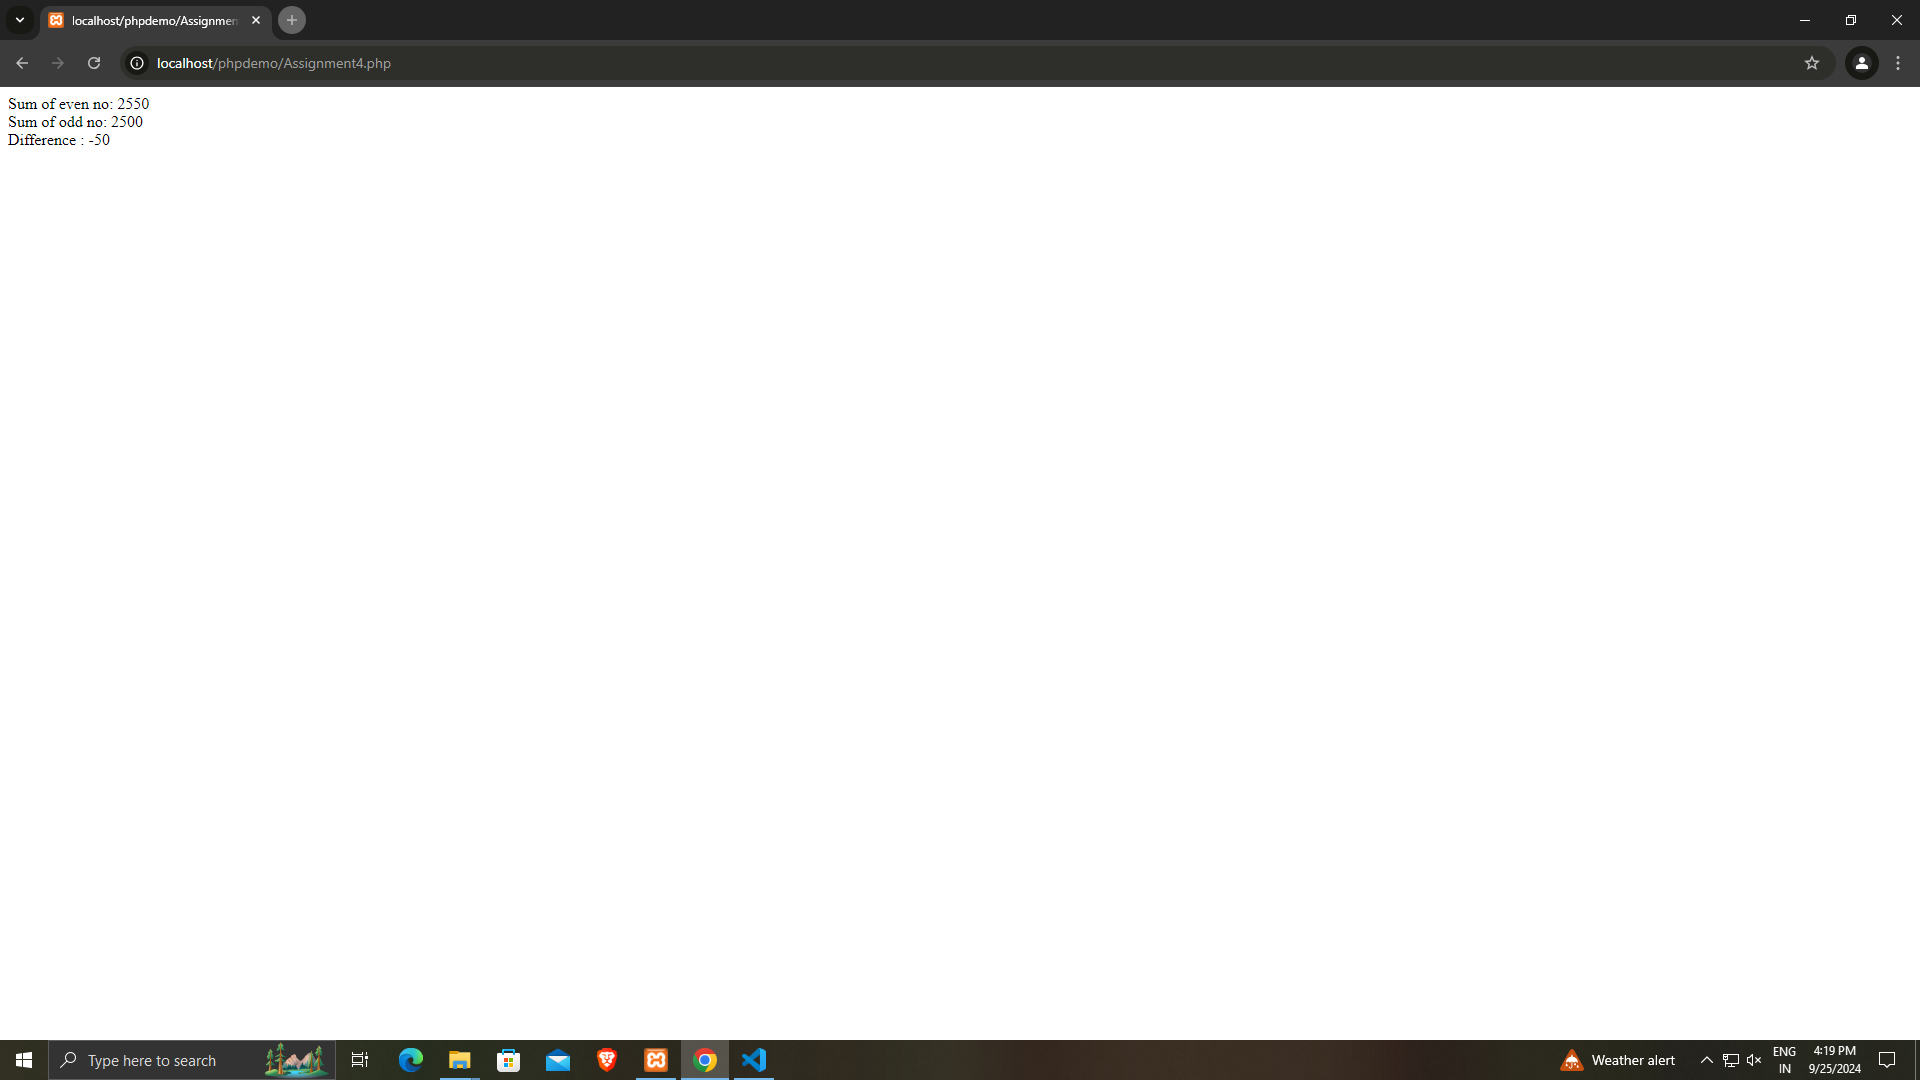 localhost/phpdemo/Assignmen
localhost/phpdemo/Assignment4.php
Sum of even no: 2550
Sum of odd no: 2500
Difference : -50
Type here to search
Weather alert
ENG
IN
4:19 PM
9/25/2024